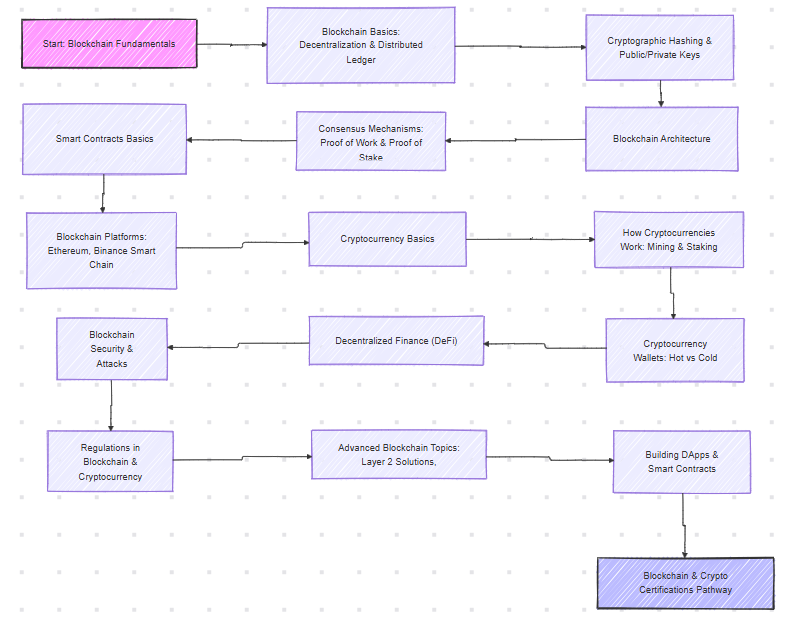 Start: Blockchain Fundamentals
Blockchain Basics:
Decentralization & Distributed
Ledger
Cryptographic Hashing &
Public/Private Keys
Blockchain Architecture
Consensus Mechanisms:
Proof of Work & Proof of
Stake
Smart Contracts Basics
Blockchain Platforms:
Ethereum, Binance Smart
Chain
Cryptocurrency Basics
How Cryptocurrencies
Work: Mining & Staking
Cryptocurrency
Wallets: Hot vs Cold
Decentralized Finance (DeFi)
Blockchain
Security &
Attacks
Regulations in
Blockchain &
Cryptocurrency
Advanced Blockchain Topics:
Layer 2 Solutions,
Building DApps &
Smart Contracts
Blockchain & Crypto
Certifications Pathway